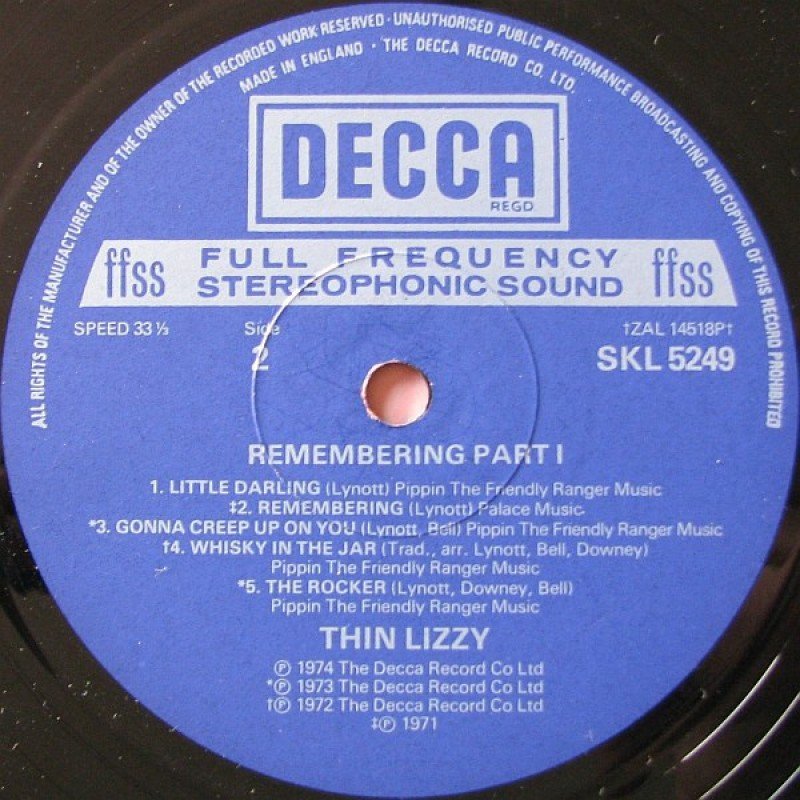 ALL RIGHTS OF THE MANUFACTURER AND OF THE OWNER OF THE RECORDED WORK RESERVED · UNAUTHORISED PUBLIC PERFORMANCE BROADCASTING AND COPYING OF THIS RECORD PROHIBITED
MADE IN ENGLAND · THE DECCA RECORD CO. LTD.
DECCA
REGD
ffss FULL FREQUENCY STEREOPHONIC SOUND ffss
SPEED 33⅓ Side 2 †ZAL 14518P†
SKL 5249
REMEMBERING PART I
1. LITTLE DARLING (Lynott) Pippin The Friendly Ranger Music
‡2. REMEMBERING (Lynott) Palace Music
*3. GONNA CREEP UP ON YOU (Lynott, Bell) Pippin The Friendly Ranger Music
†4. WHISKY IN THE JAR (Trad., arr. Lynott, Bell, Downey)
Pippin The Friendly Ranger Music
*5. THE ROCKER (Lynott, Downey, Bell)
Pippin The Friendly Ranger Music
THIN LIZZY
℗ 1974 The Decca Record Co Ltd
*℗ 1973 The Decca Record Co Ltd
†℗ 1972 The Decca Record Co Ltd
‡℗ 1971